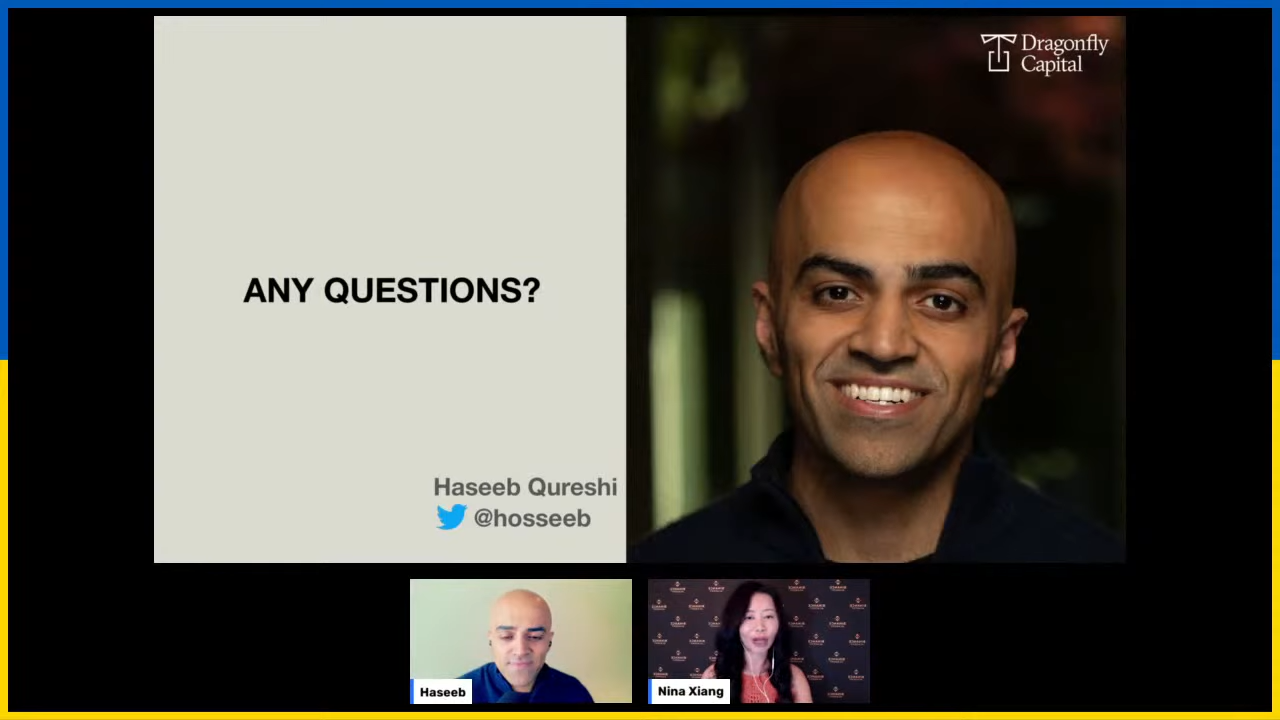 Dragonfly
Capital
ANY QUESTIONS?
Haseeb Qureshi
@hosseeb
Haseeb
Nina Xiang